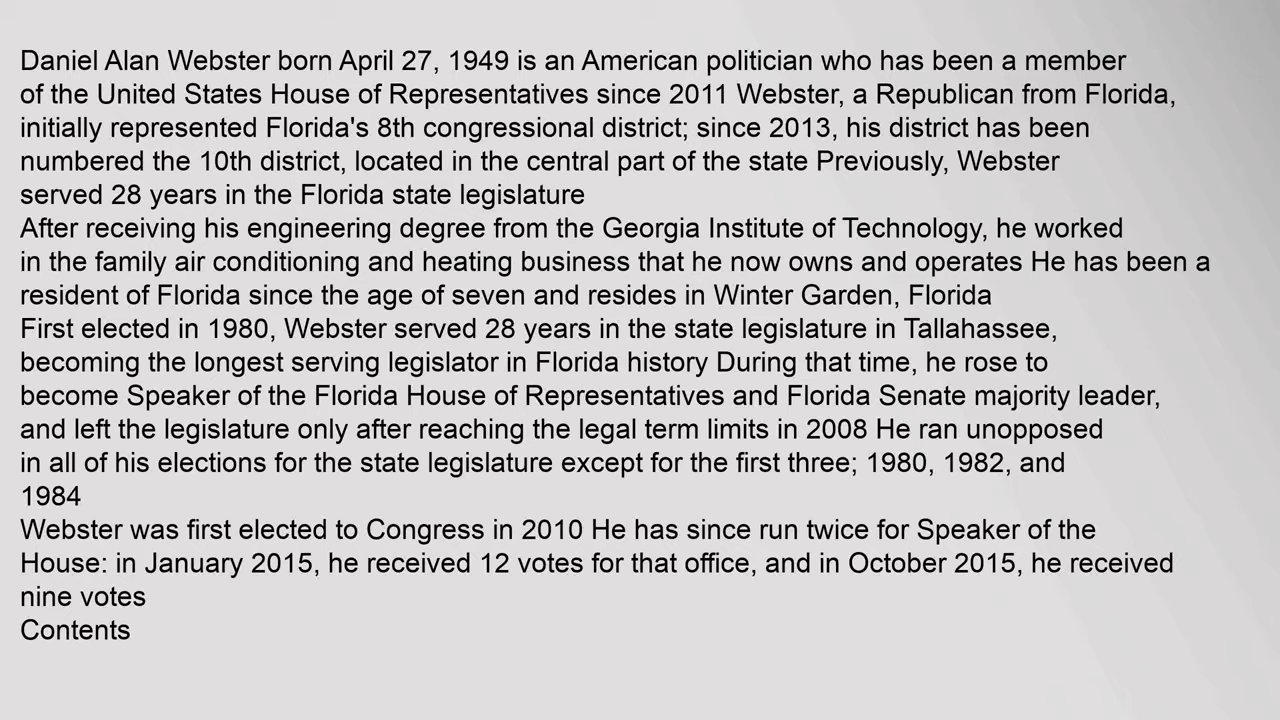 Daniel Alan Webster born April 27, 1949 is an American politician who has been a member
of the United States House of Representatives since 2011 Webster, a Republican from Florida,
initially represented Florida's 8th congressional district; since 2013, his district has been
numbered the 10th district, located in the central part of the state Previously, Webster
served 28 years in the Florida state legislature
After receiving his engineering degree from the Georgia Institute of Technology, he worked
in the family air conditioning and heating business that he now owns and operates He has been a
resident of Florida since the age of seven and resides in Winter Garden, Florida
First elected in 1980, Webster served 28 years in the state legislature in Tallahassee,
becoming the longest serving legislator in Florida history During that time, he rose to
become Speaker of the Florida House of Representatives and Florida Senate majority leader,
and left the legislature only after reaching the legal term limits in 2008 He ran unopposed
in all of his elections for the state legislature except for the first three; 1980, 1982, and
1984
Webster was first elected to Congress in 2010 He has since run twice for Speaker of the
House: in January 2015, he received 12 votes for that office, and in October 2015, he received
nine votes
Contents